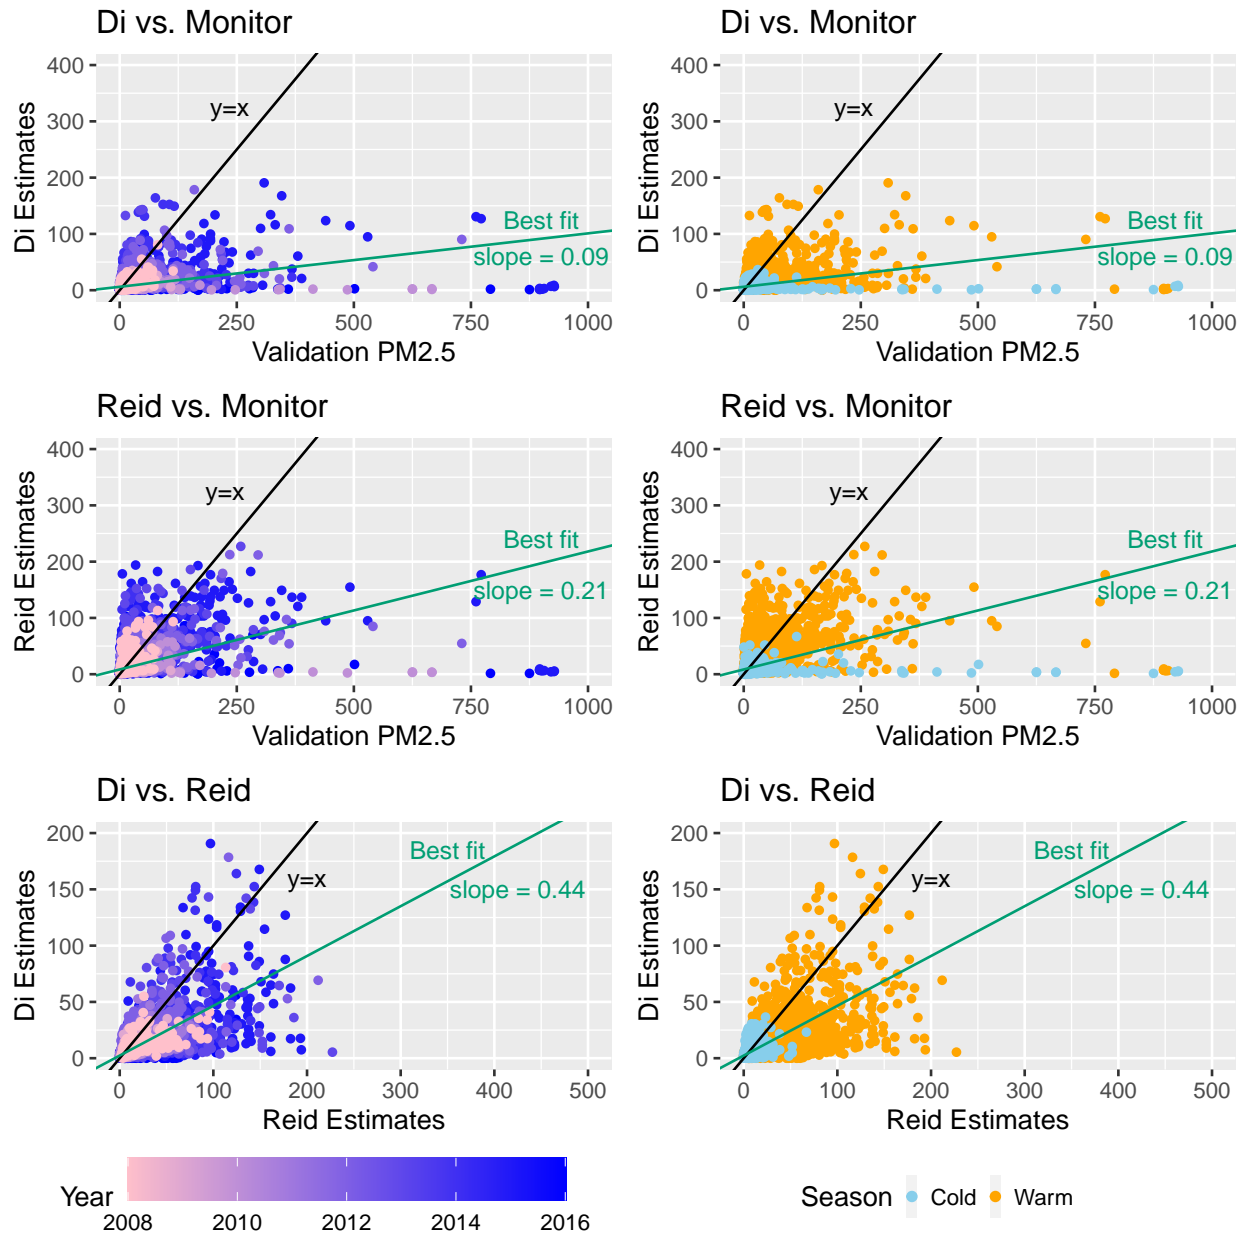 Di vs. Monitor
Di Estimates
400
300
200
100
0
y=x
Best fit
slope = 0.09
0 250 500 750 1000
Validation PM2.5
Di vs. Monitor
Di Estimates
400
300
200
100
0
y=x
Best fit
slope = 0.09
0 250 500 750 1000
Validation PM2.5
Reid vs. Monitor
Reid Estimates
400
300
200
100
0
y=x
Best fit
slope = 0.21
0 250 500 750 1000
Validation PM2.5
Reid vs. Monitor
Reid Estimates
400
300
200
100
0
y=x
Best fit
slope = 0.21
0 250 500 750 1000
Validation PM2.5
Di vs. Reid
Di Estimates
200
150
100
50
0
Best fit
y=x
slope = 0.44
0 100 200 300 400 500
Reid Estimates
Di vs. Reid
Di Estimates
200
150
100
50
0
Best fit
y=x
slope = 0.44
0 100 200 300 400 500
Reid Estimates
Year
2008 2010 2012 2014 2016
Season Cold Warm